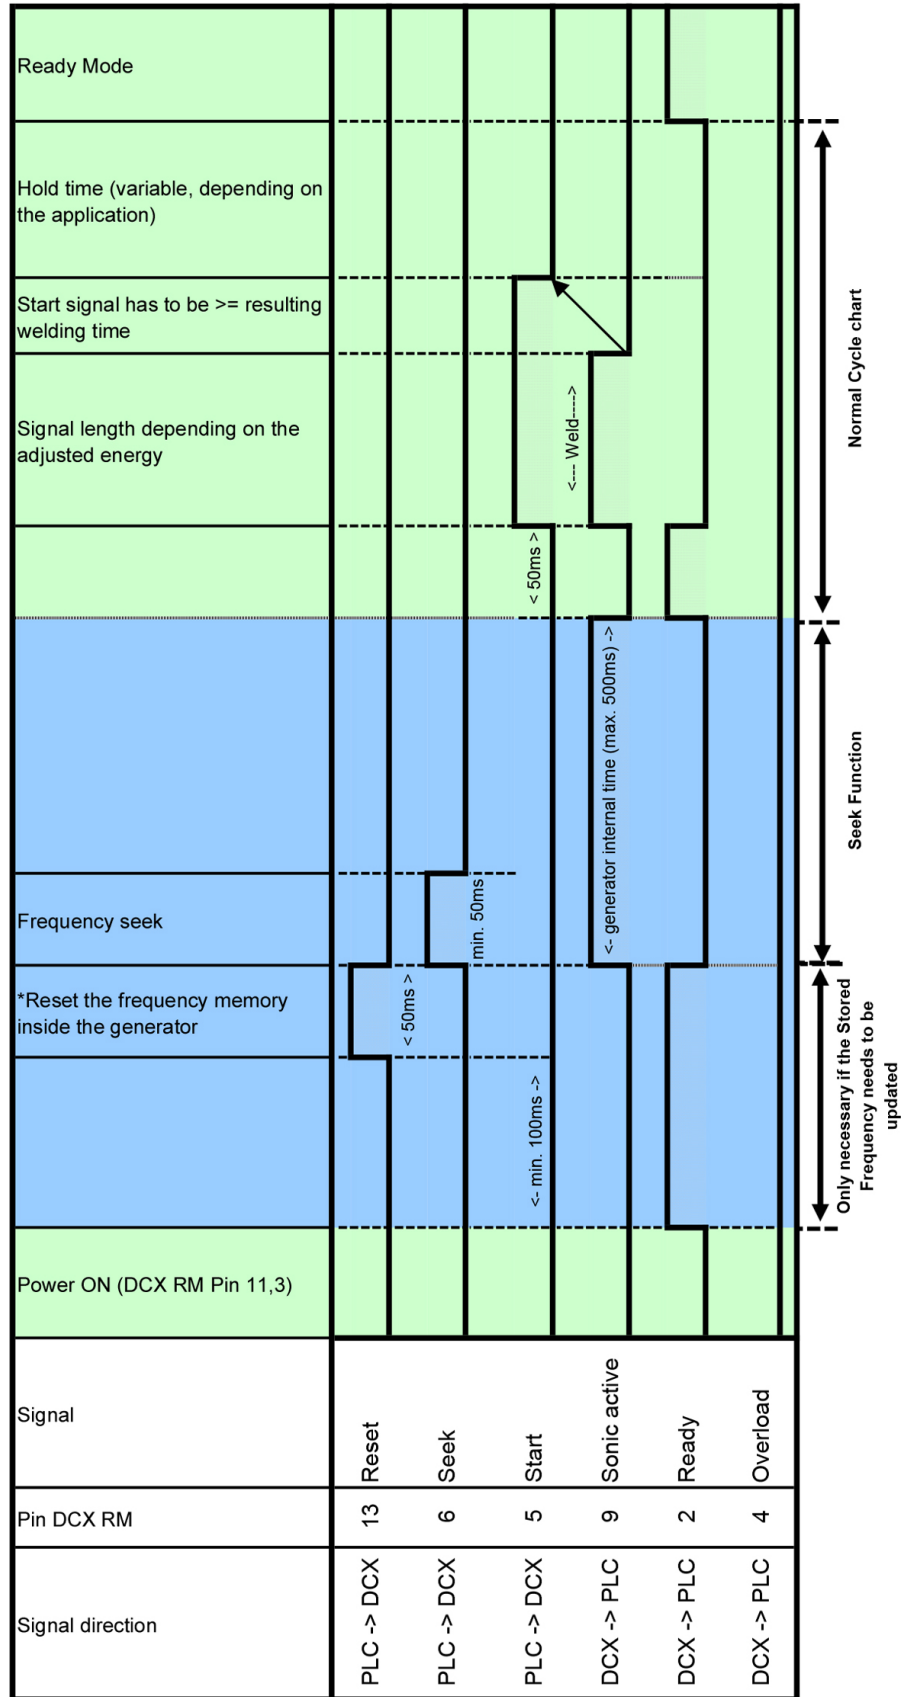 Ready Mode
Hold time (variable, depending on
the application)
Start signal has to be >= resulting
welding time
Signal length depending on the
adjusted energy
<--- Weld---->
< 50ms >
Normal Cycle chart
<- generator internal time (max. 500ms) ->
Seek Function
Frequency seek
min. 50ms
*Reset the frequency memory
inside the generator
< 50ms >
<- min. 100ms ->
Only necessary if the Stored
Frequency needs to be
updated
Power ON (DCX RM Pin 11,3)
Signal
Reset
Seek
Start
Sonic active
Ready
Overload
Pin DCX RM
13
6
5
9
2
4
Signal direction
PLC -> DCX
PLC -> DCX
PLC -> DCX
DCX -> PLC
DCX -> PLC
DCX -> PLC